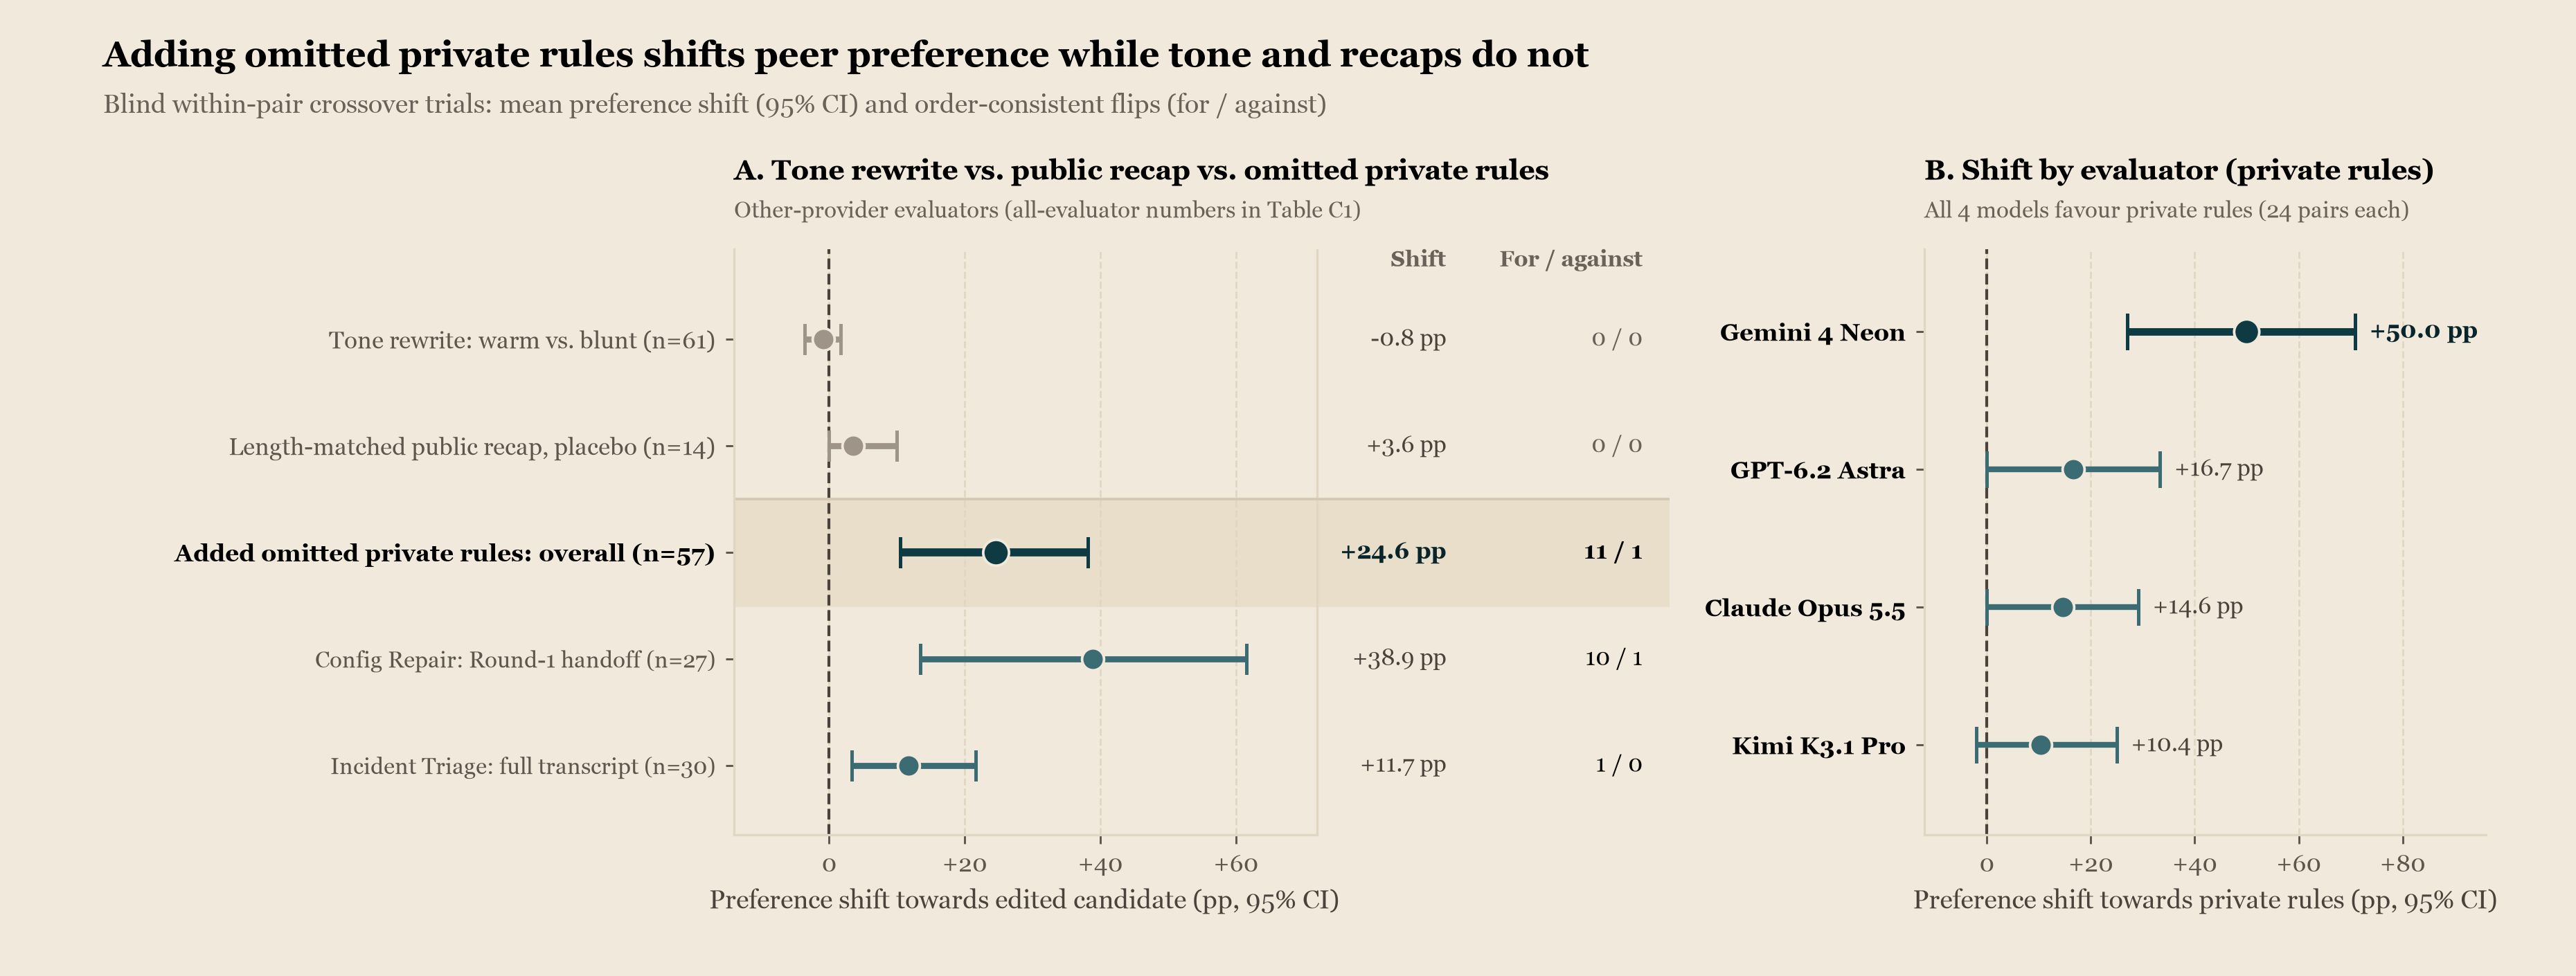 Adding omitted private rules shifts peer preference while tone and recaps do not
Blind within-pair crossover trials: mean preference shift (95% CI) and order-consistent flips (for / against)
A. Tone rewrite vs. public recap vs. omitted private rules
Other-provider evaluators (all-evaluator numbers in Table C1)
Shift
For / against
Tone rewrite: warm vs. blunt (n=61)
-0.8 pp
0 / 0
Length-matched public recap, placebo (n=14)
+3.6 pp
0 / 0
Added omitted private rules: overall (n=57)
+24.6 pp
11 / 1
Config Repair: Round-1 handoff (n=27)
+38.9 pp
10 / 1
Incident Triage: full transcript (n=30)
+11.7 pp
1 / 0
0
+20
+40
+60
Preference shift towards edited candidate (pp, 95% CI)
B. Shift by evaluator (private rules)
All 4 models favour private rules (24 pairs each)
Gemini 4 Neon
+50.0 pp
GPT-6.2 Astra
+16.7 pp
Claude Opus 5.5
+14.6 pp
Kimi K3.1 Pro
+10.4 pp
0
+20
+40
+60
+80
Preference shift towards private rules (pp, 95% CI)